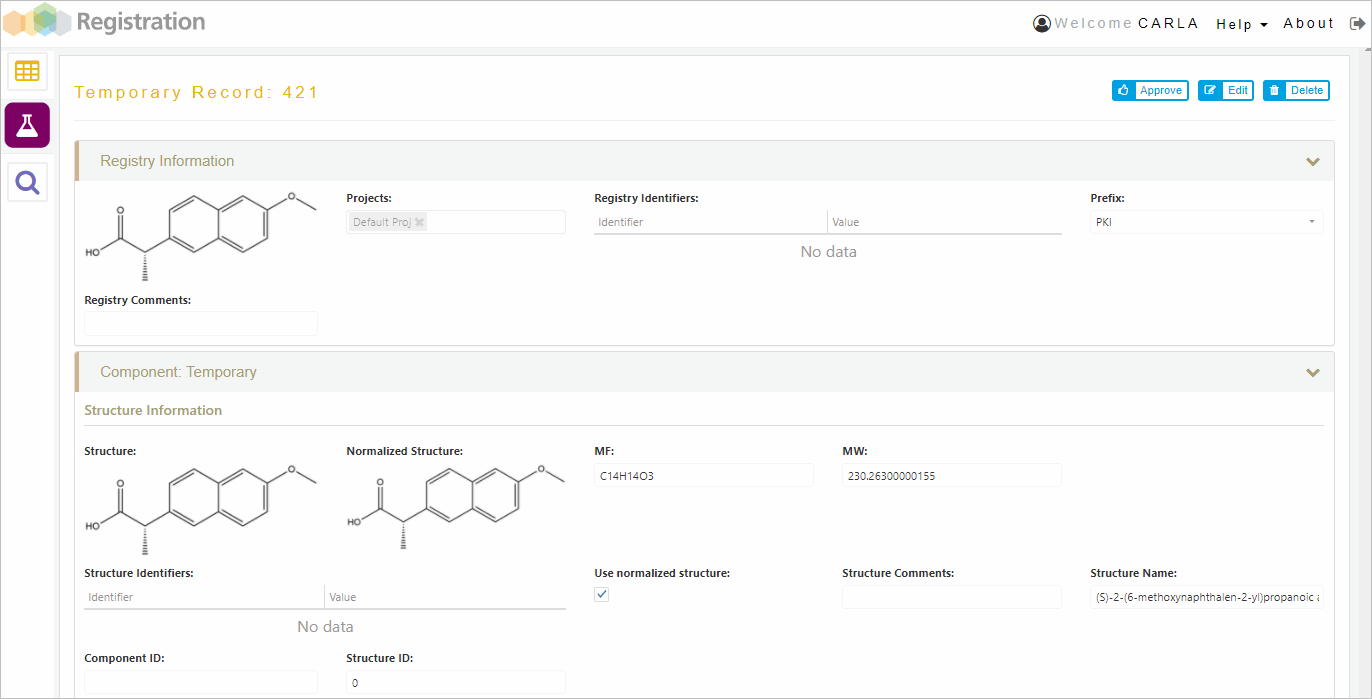 Registration
Welcome CARLA Help About
Temporary Record: 421
Approve Edit Delete
Registry Information
Projects: Registry Identifiers: Prefix:
Default Proj Identifier Value PKI
No data
O O HO
Registry Comments:
Component: Temporary
Structure Information
Structure: Normalized Structure: MF: MW:
C14H14O3 230.26300000155
O O HO O O HO
Structure Identifiers: Use normalized structure: Structure Comments: Structure Name:
Identifier Value (S)-2-(6-methoxynaphthalen-2-yl)propanoic a
No data
Component ID: Structure ID:
0